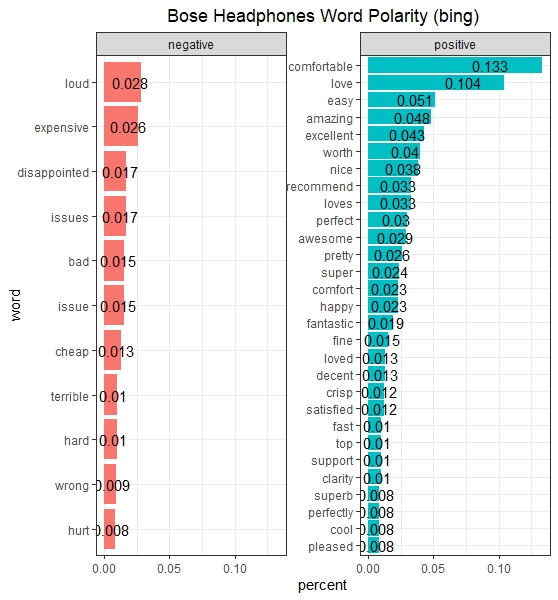 Bose Headphones Word Polarity (bing)
negative
positive
word
loud 0.028
expensive 0.026
disappointed 0.017
issues 0.017
bad 0.015
issue 0.015
cheap 0.013
terrible 0.01
hard 0.01
wrong 0.009
hurt 0.008
0.00 0.05 0.10
comfortable 0.133
love 0.104
easy 0.051
amazing 0.048
excellent 0.043
worth 0.04
nice 0.038
recommend 0.033
loves 0.033
perfect 0.03
awesome 0.029
pretty 0.026
super 0.024
comfort 0.023
happy 0.023
fantastic 0.019
fine 0.015
loved 0.013
decent 0.013
crisp 0.012
satisfied 0.012
fast 0.01
top 0.01
support 0.01
clarity 0.01
superb 0.008
perfectly 0.008
cool 0.008
pleased 0.008
0.00 0.05 0.10
percent